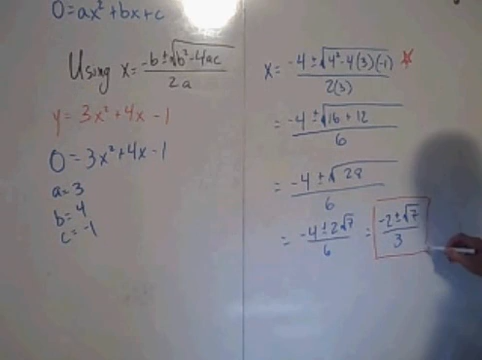 0=ax²+bx+c
Using x= (-b±√(b²-4ac))/(2a)
y= 3x²+4x-1
0=3x²+4x-1
a=3
b=4
c=-1
x= (-4±√(4²-4(3)(-1)))/(2(3)) ☆
= (-4±√(16+12))/6
= (-4±√28)/6
= (-4±2√7)/6 = (-2±√7)/3